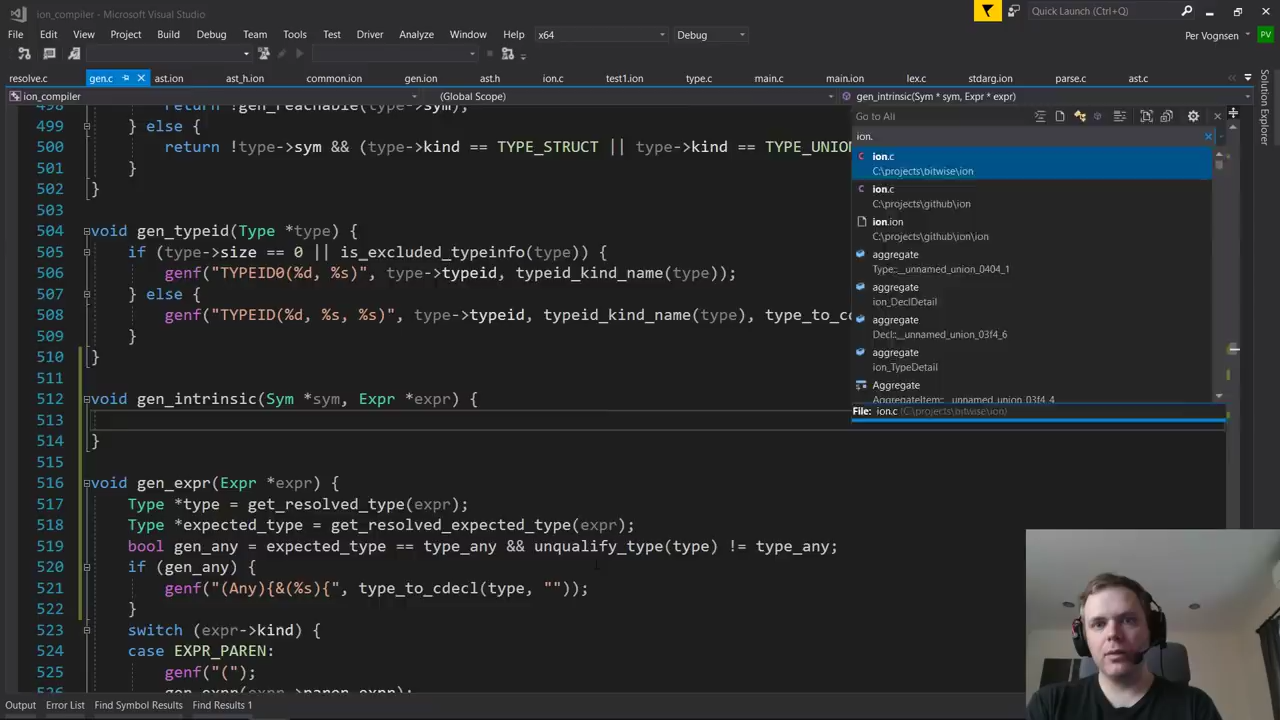 ion_compiler - Microsoft Visual Studio
Quick Launch (Ctrl+Q)
File Edit View Project Build Debug Team Tools Test Driver Analyze Window Help x64 Debug Per Vognsen PV
resolve.c gen.c ast.ion ast_h.ion common.ion gen.ion ast.h ion.c test1.ion type.c main.c main.ion lex.c stdarg.ion parse.c ast.c
ion_compiler (Global Scope) gen_intrinsic(Sym * sym, Expr * expr)
Solution Explorer
Go to All
ion.
ion.c
C:\projects\bitwise\ion
ion.c
C:\projects\github\ion
ion.ion
C:\projects\github\ion\ion
aggregate
Type::__unnamed_union_0404_1
aggregate
ion_DeclDetail
aggregate
Decl::__unnamed_union_03f4_6
aggregate
ion_TypeDetail
Aggregate
AggregateItem::__unnamed_union_03f4_4
File: ion.c (C:\projects\bitwise\ion)
498 return !gen_reachable(type->sym);
499 } else {
500 return !type->sym && (type->kind == TYPE_STRUCT || type->kind == TYPE_UNION
501 }
502 }
503
504 void gen_typeid(Type *type) {
505 if (type->size == 0 || is_excluded_typeinfo(type)) {
506 genf("TYPEID0(%d, %s)", type->typeid, typeid_kind_name(type));
507 } else {
508 genf("TYPEID(%d, %s, %s)", type->typeid, typeid_kind_name(type), type_to_cd
509 }
510 }
511
512 void gen_intrinsic(Sym *sym, Expr *expr) {
513
514 }
515
516 void gen_expr(Expr *expr) {
517 Type *type = get_resolved_type(expr);
518 Type *expected_type = get_resolved_expected_type(expr);
519 bool gen_any = expected_type == type_any && unqualify_type(type) != type_any;
520 if (gen_any) {
521 genf("(Any){&(%s){", type_to_cdecl(type, ""));
522 }
523 switch (expr->kind) {
524 case EXPR_PAREN:
525 genf("(");
526 gen_expr(expr->paren.expr);
Output Error List Find Symbol Results Find Results 1